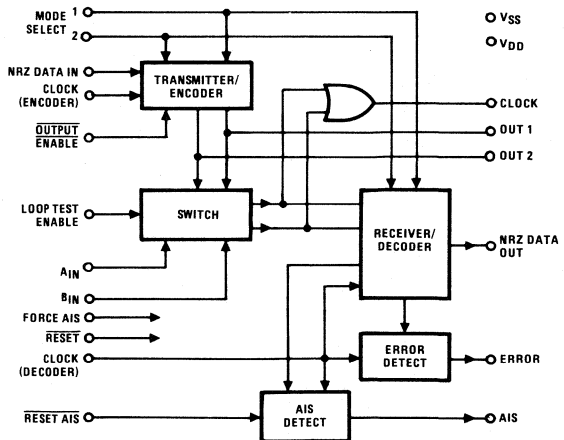 MODE 1
SELECT 2
VSS
VDD
NRZ DATA IN
CLOCK
(ENCODER)
TRANSMITTER/
ENCODER
OUTPUT
ENABLE
CLOCK
OUT 1
OUT 2
LOOP TEST
ENABLE
SWITCH
RECEIVER/
DECODER
NRZ DATA
OUT
AIN
BIN
FORCE AIS
RESET
CLOCK
(DECODER)
ERROR
DETECT
ERROR
RESET AIS
AIS
DETECT
AIS